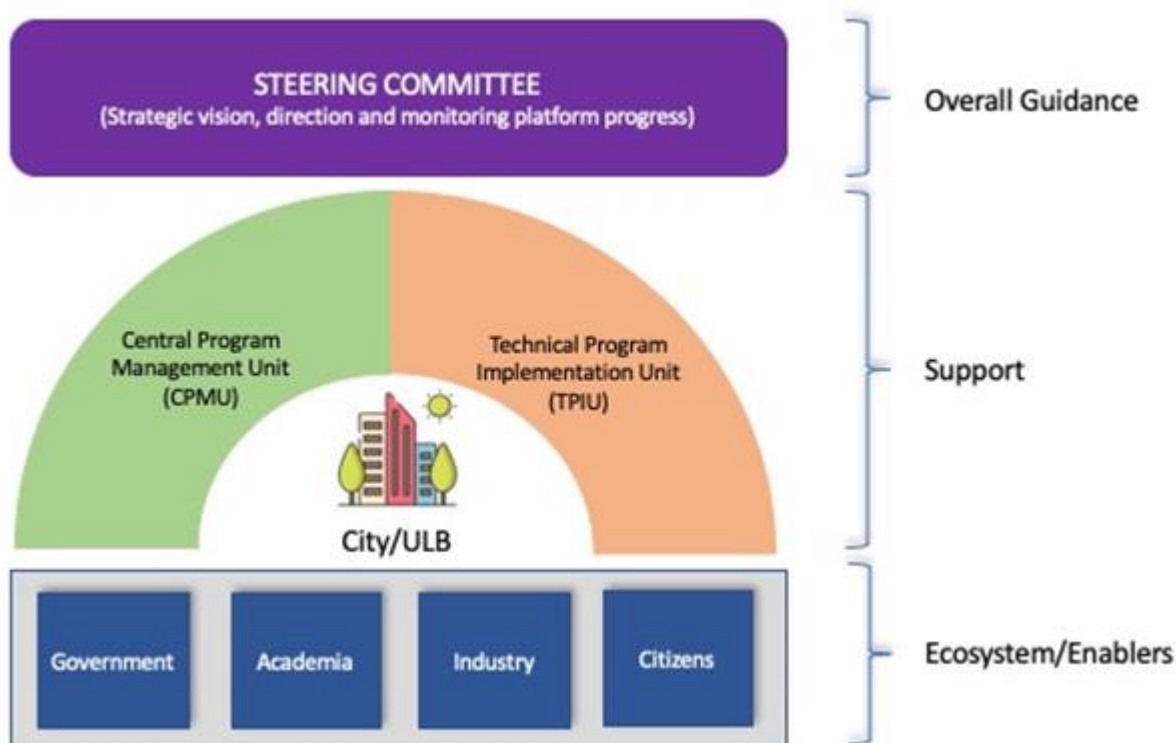 STEERING COMMITTEE
(Strategic vision, direction and monitoring platform progress)
Overall Guidance
Central Program
Management Unit
(CPMU)
Technical Program
Implementation Unit
(TPIU)
Support
City/ULB
Government
Academia
Industry
Citizens
Ecosystem/Enablers